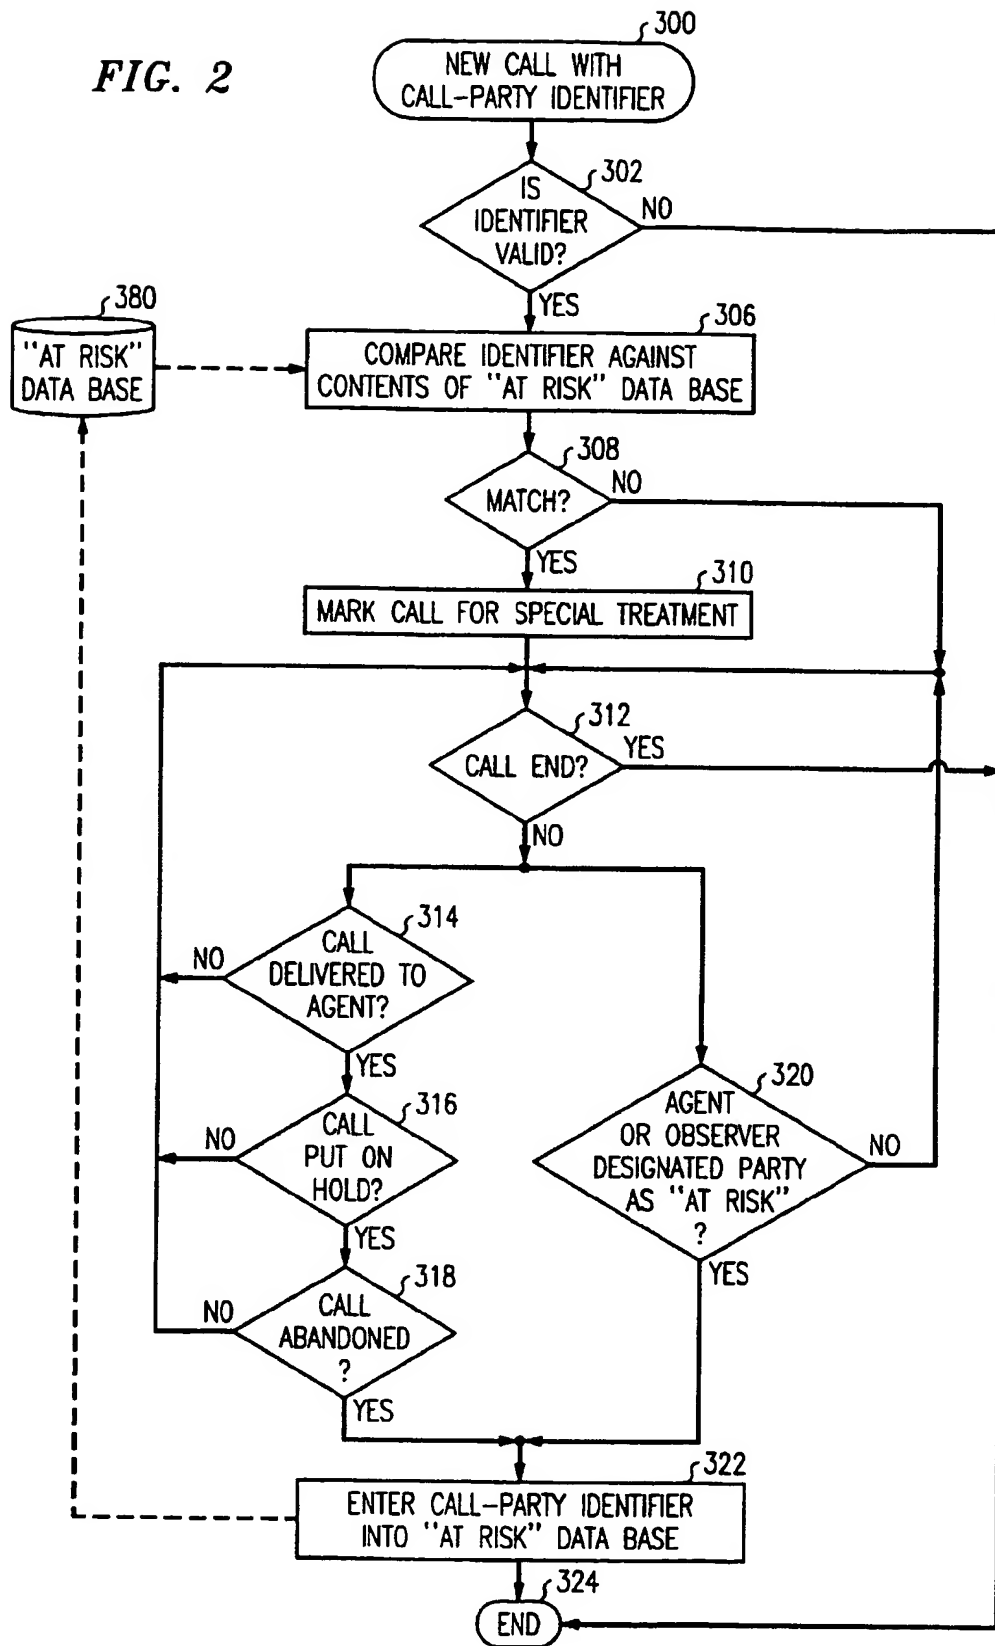 FIG. 2
300
NEW CALL WITH
CALL-PARTY IDENTIFIER
302
IS
IDENTIFIER
VALID?
NO
YES
380
"AT RISK"
DATA BASE
306
COMPARE IDENTIFIER AGAINST
CONTENTS OF "AT RISK" DATA BASE
308
MATCH?
NO
YES
310
MARK CALL FOR SPECIAL TREATMENT
312
CALL END?
YES
NO
314
CALL
DELIVERED TO
AGENT?
NO
YES
316
CALL
PUT ON
HOLD?
NO
YES
318
CALL
ABANDONED
?
NO
YES
320
AGENT
OR OBSERVER
DESIGNATED PARTY
AS "AT RISK"
?
NO
YES
322
ENTER CALL-PARTY IDENTIFIER
INTO "AT RISK" DATA BASE
324
END